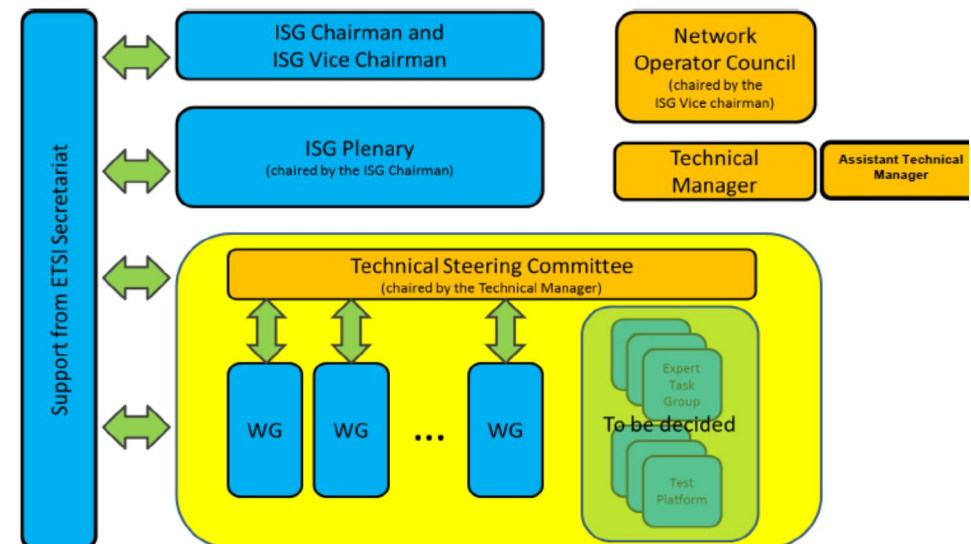 Support from ETSI Secretariat
ISG Chairman and
ISG Vice Chairman
Network
Operator Council
(chaired by the
ISG Vice chairman)
ISG Plenary
(chaired by the ISG Chairman)
Technical
Manager
Assistant Technical
Manager
Technical Steering Committee
(chaired by the Technical Manager)
WG
WG
...
WG
Expert
Task
Group
To be decided
Test
Platform